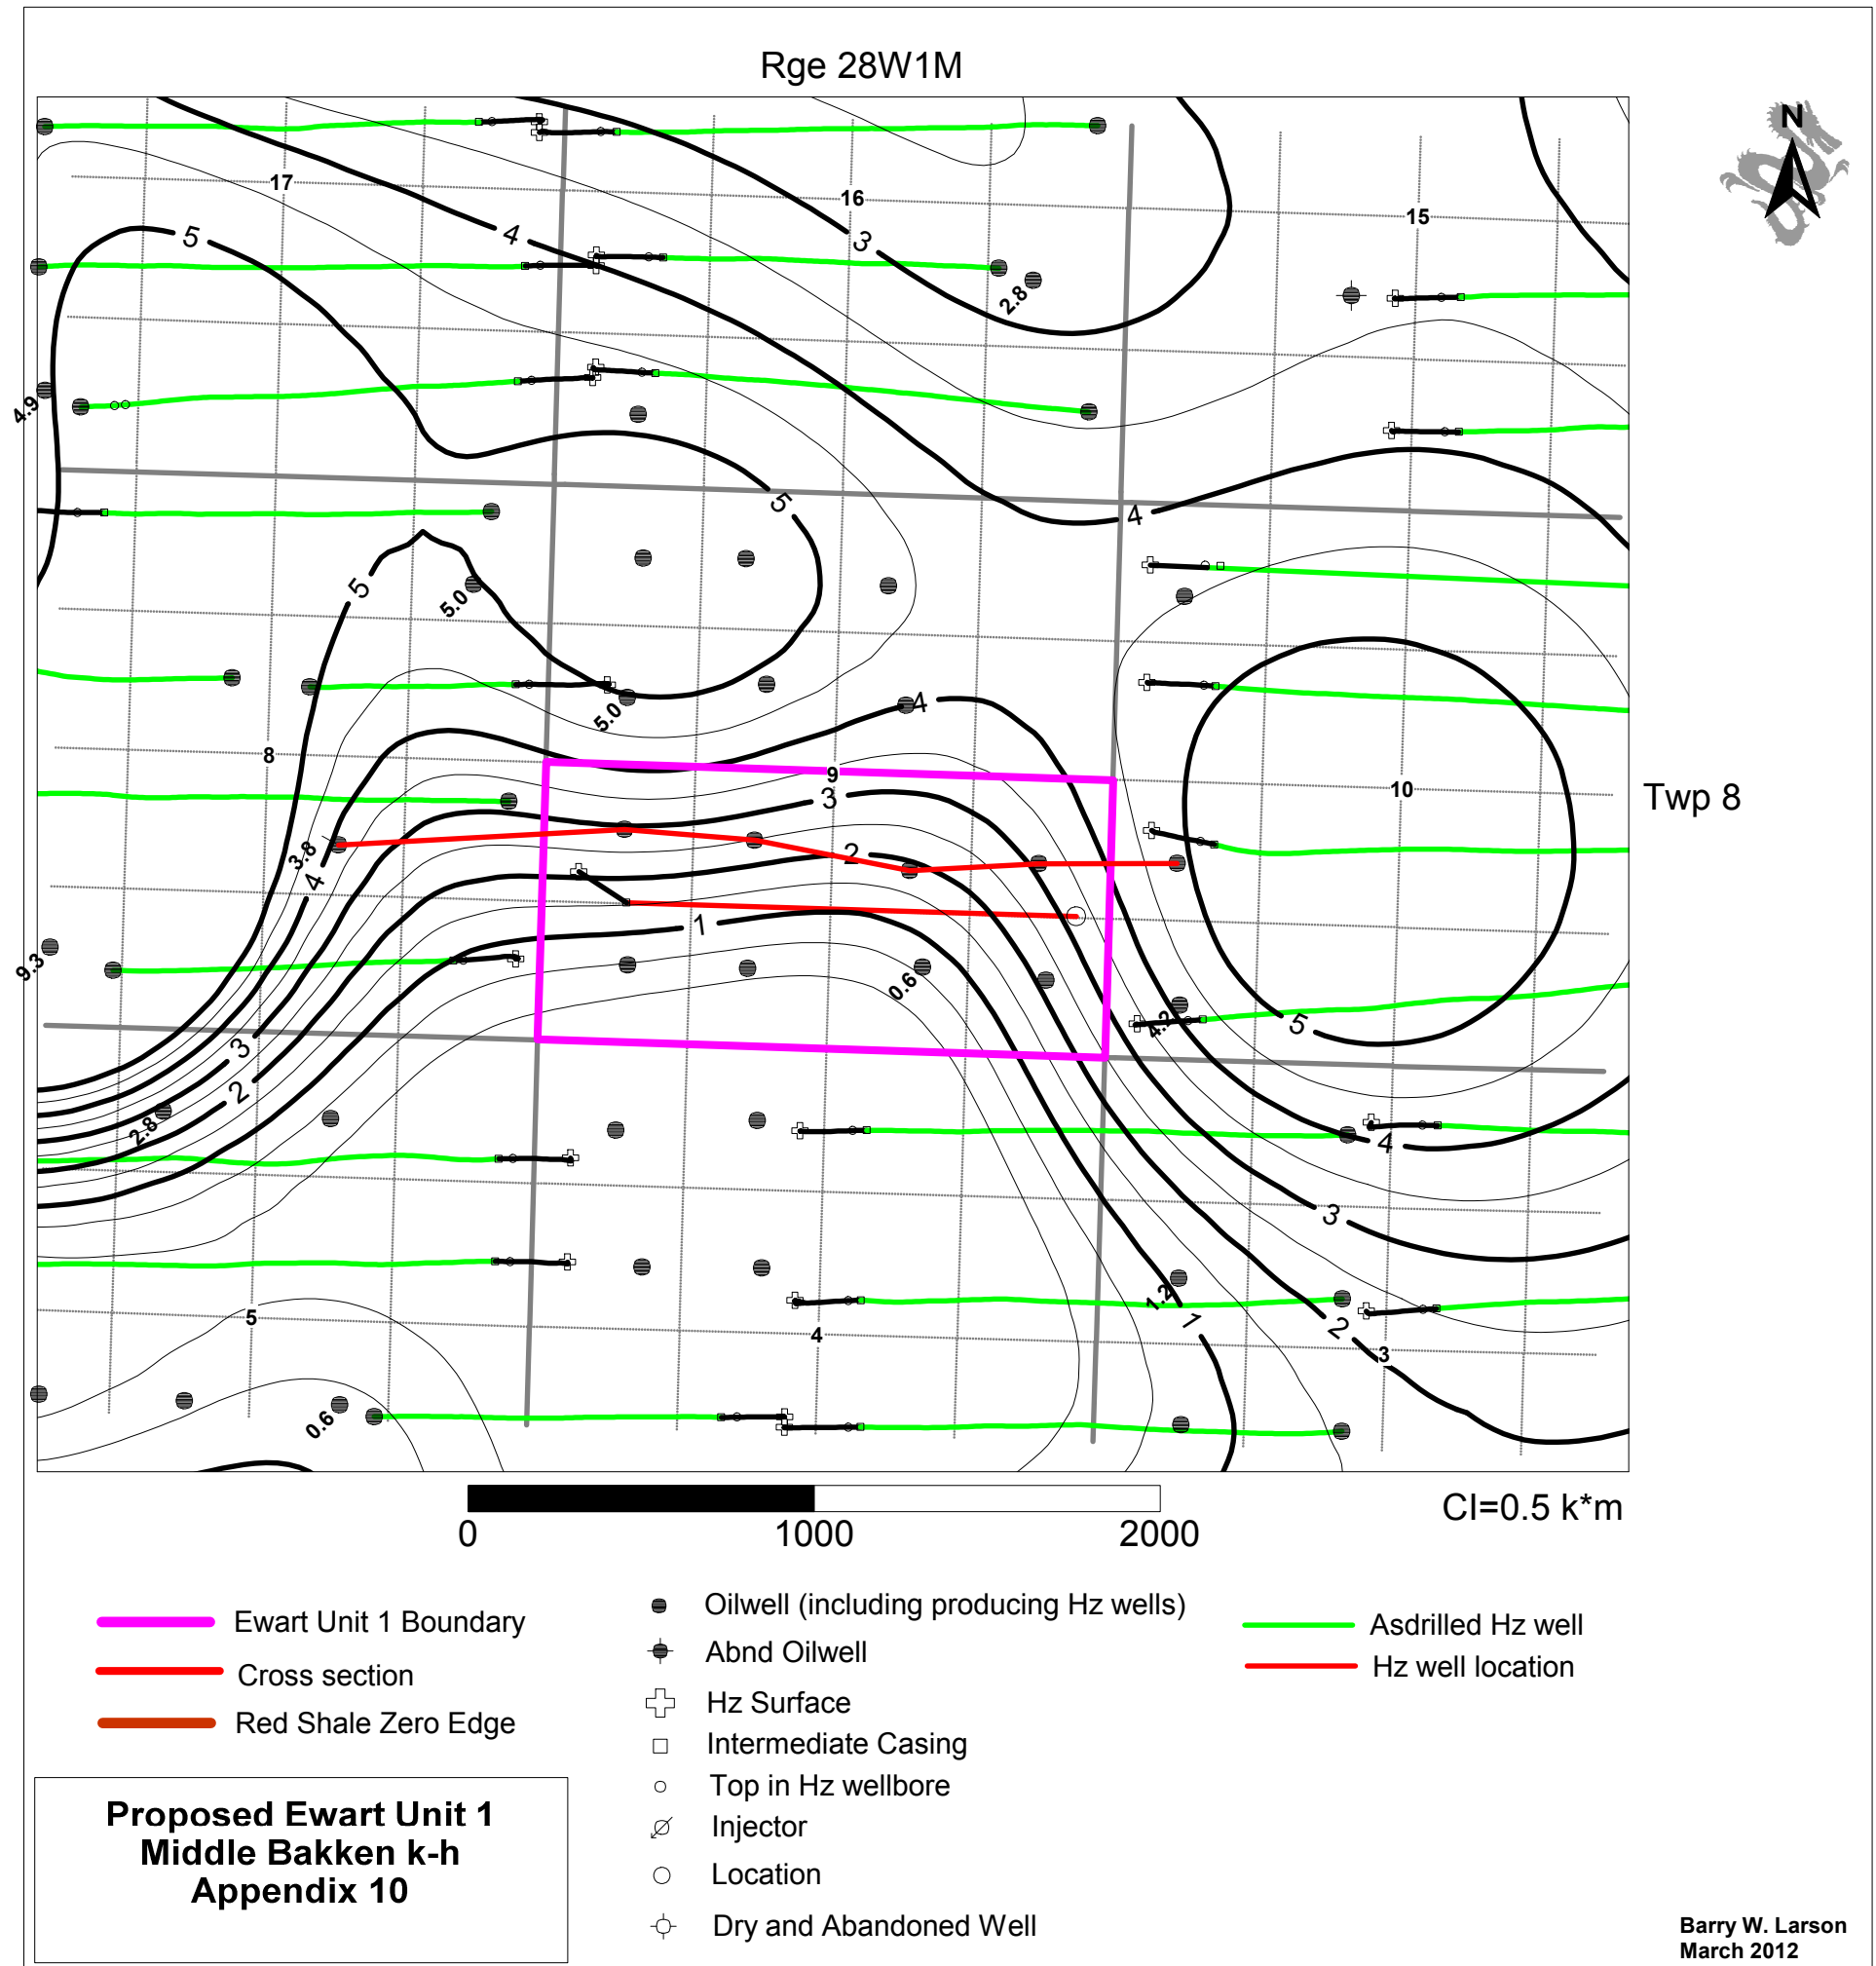 Rge 28W1M
N
17
16
15
5
4
3
2.8
4.9
5
4
5
5.0
5.0
4
8
9
10
Twp 8
3
3.8
2
4
1
9.3
0.6
4.2
5
3
2
2.8
4
3
1.2
1
5
4
2
3
0.6
0 1000 2000
CI=0.5 k*m
Ewart Unit 1 Boundary
Cross section
Red Shale Zero Edge
Oilwell (including producing Hz wells)
Abnd Oilwell
Hz Surface
Intermediate Casing
Top in Hz wellbore
Injector
Location
Dry and Abandoned Well
Asdrilled Hz well
Hz well location
Proposed Ewart Unit 1
Middle Bakken k-h
Appendix 10
Barry W. Larson
March 2012